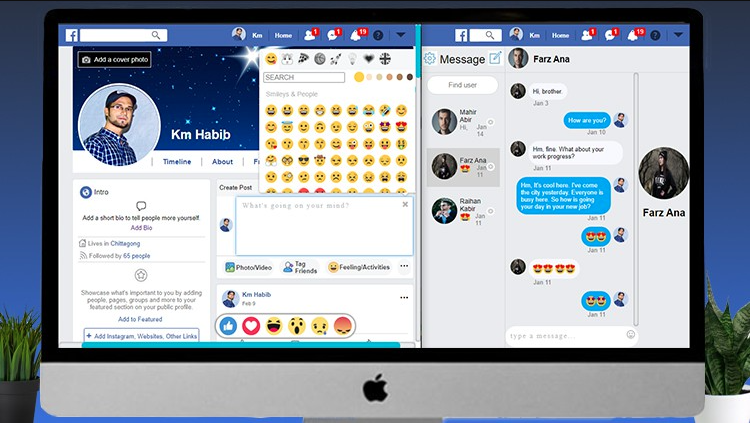 Km Home 1 1 19
Add a cover photo
Km Habib
Timeline About
SEARCH
Smileys & People
Intro
Add a short bio to tell people more yourself.
Add Bio
Lives in Chittagong
Followed by 65 people
Showcase what's important to you by adding
people, pages, groups and more to your
featured section on your public profile.
Add to Featured
+ Add Instagram, Websites, Other Links
Create Post
What's going on your mind?
Photo/Video
Tag
Friends
Feeling/Activities
Km Habib
Feb 9
Km Home 1 1 19
Message
Find user
Mahir
Abir
Hi,
Jan
14
Farz Ana
Jan
11
Raihan
Kabir
Jan
11
Farz Ana
Hi, brother.
Jan 3
How are you?
Jan 10
Hm, fine. What about your
work progress?
Jan 11
Hm, It's cool here. I've come
the city yesterday. Everyone is
busy here. So how is going
your day in your new job?
Jan 11
Jan 11
Jan 11
Jan 11
type a message...
Farz Ana